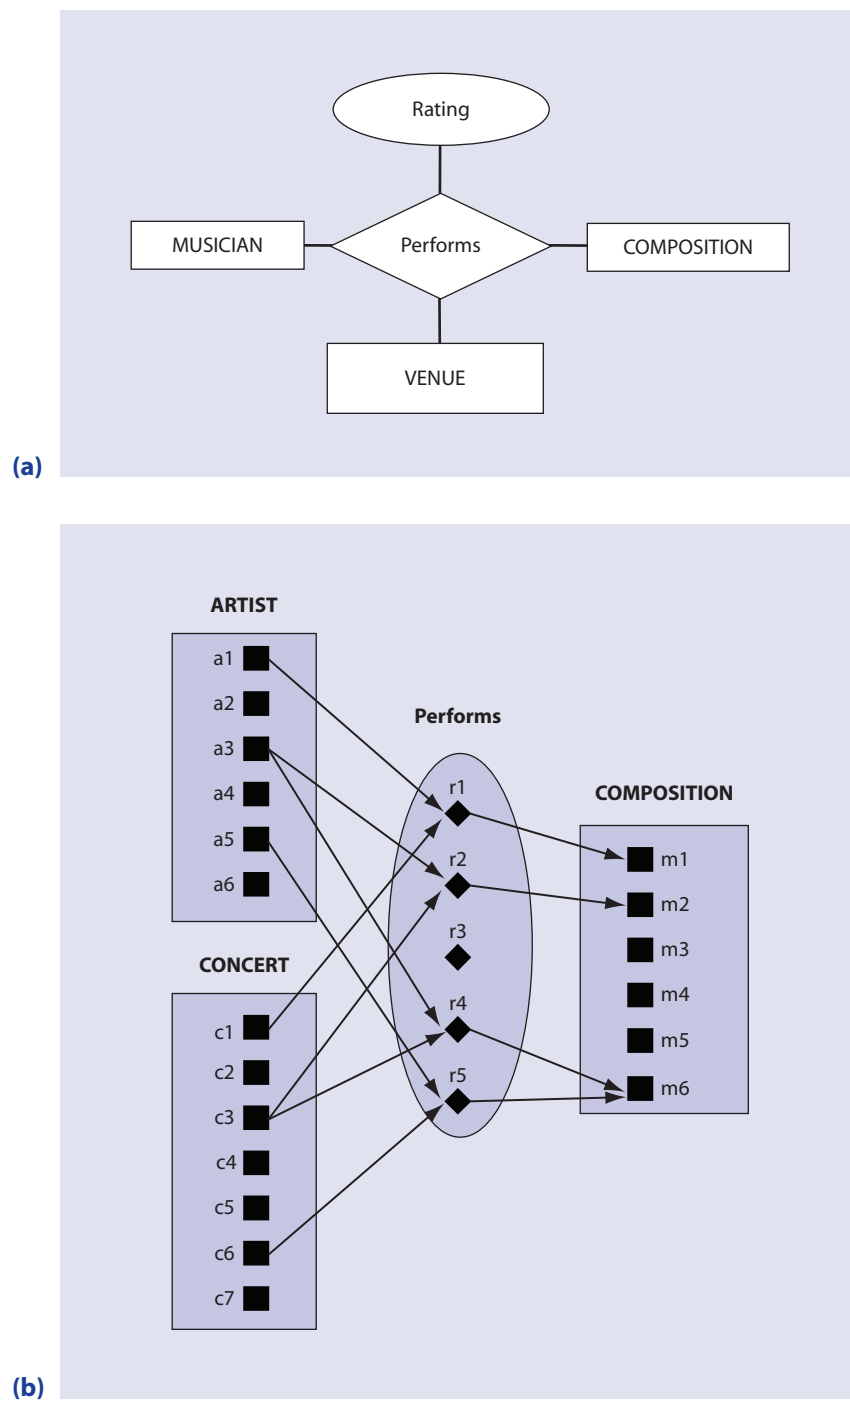 Rating
MUSICIAN
Performs
COMPOSITION
VENUE
(a)
ARTIST
a1
a2
a3
a4
a5
a6
Performs
r1
r2
r3
r4
r5
COMPOSITION
m1
m2
m3
m4
m5
m6
CONCERT
c1
c2
c3
c4
c5
c6
c7
(b)